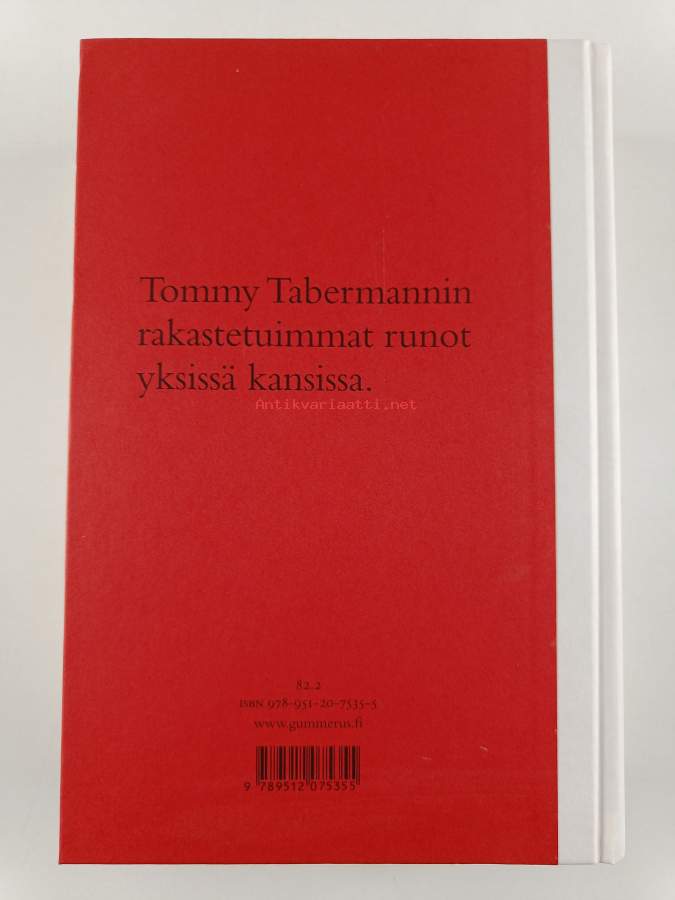 Tommy Tabermannin
rakastetuimmat runot
yksissä kansissa.
Antikvariaatti.net
82.2
ISBN 978-951-20-7535-5
www.gummerus.fi
9 789512 075355